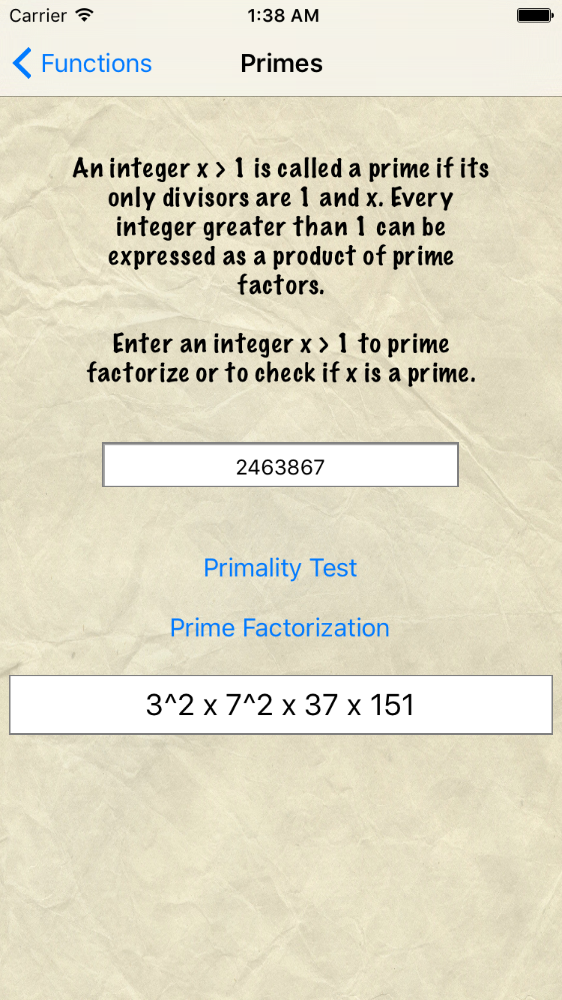 Carrier 1:38 AM
Functions Primes
An integer x > 1 is called a prime if its
only divisors are 1 and x. Every
integer greater than 1 can be
expressed as a product of prime
factors.
Enter an integer x > 1 to prime
factorize or to check if x is a prime.
2463867
Primality Test
Prime Factorization
3^2 x 7^2 x 37 x 151